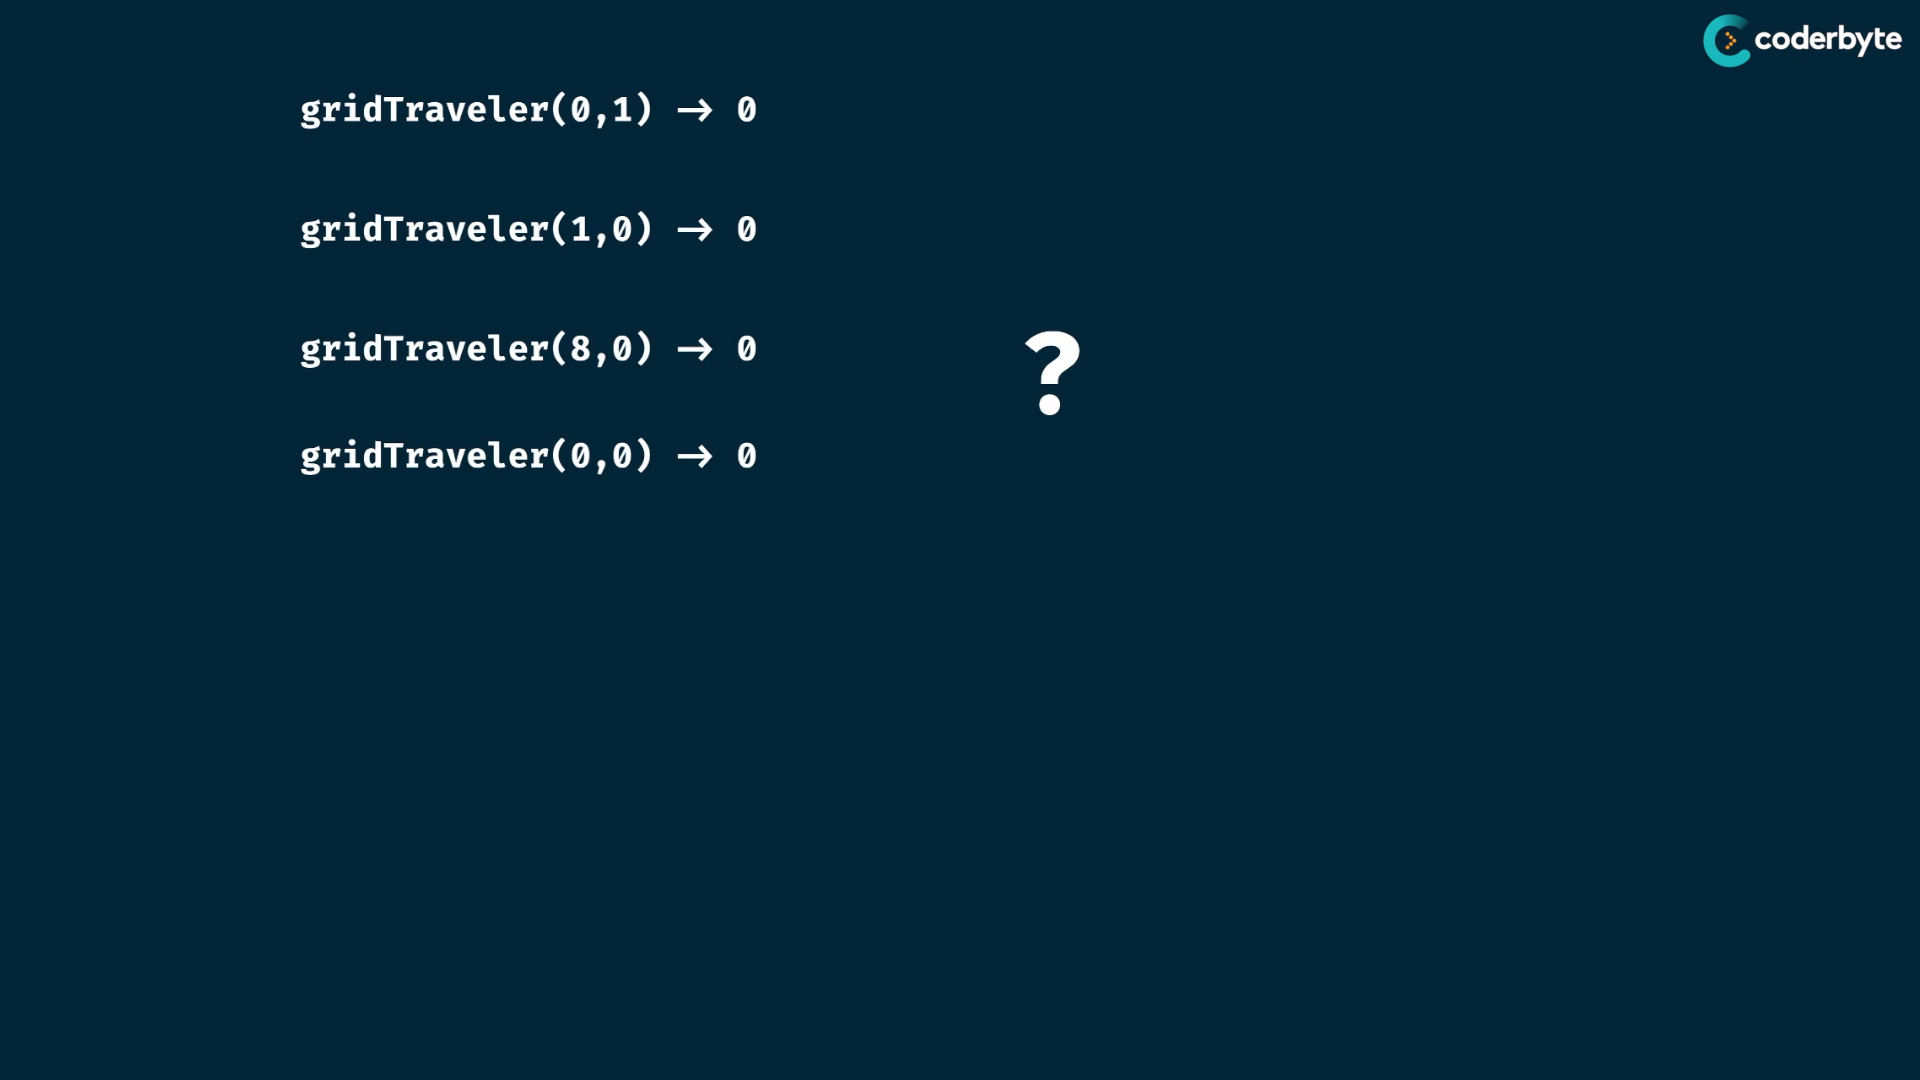 coderbyte
gridTraveler(0,1) → 0
gridTraveler(1,0) → 0
gridTraveler(8,0) → 0
?
gridTraveler(0,0) → 0